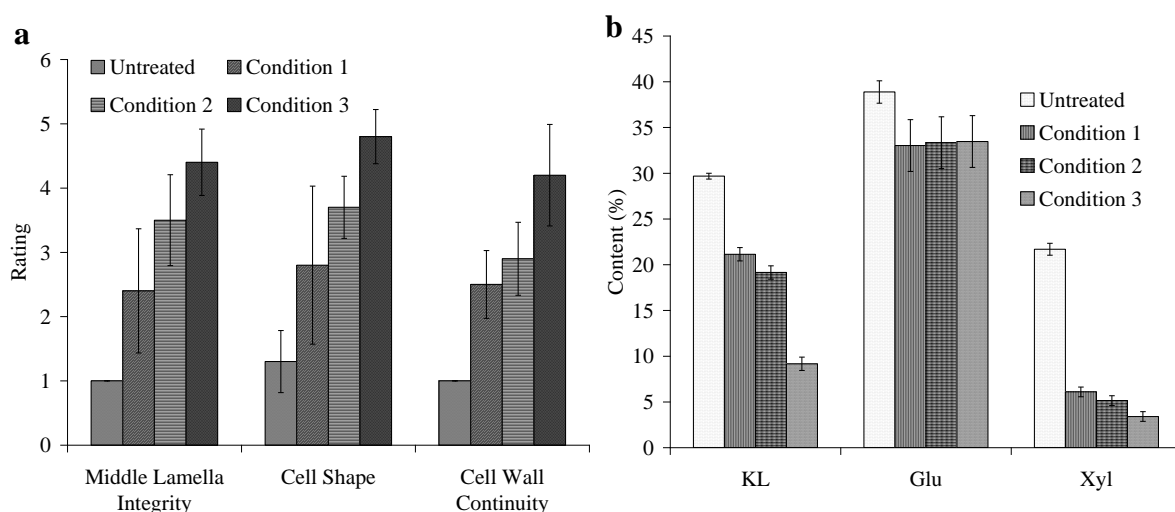 a
6
5
4
3
2
1
0
Rating
Untreated
Condition 1
Condition 2
Condition 3
Middle Lamella
Integrity
Cell Shape
Cell Wall
Continuity
b
45
40
35
30
25
20
15
10
5
0
Content (%)
Untreated
Condition 1
Condition 2
Condition 3
KL
Glu
Xyl